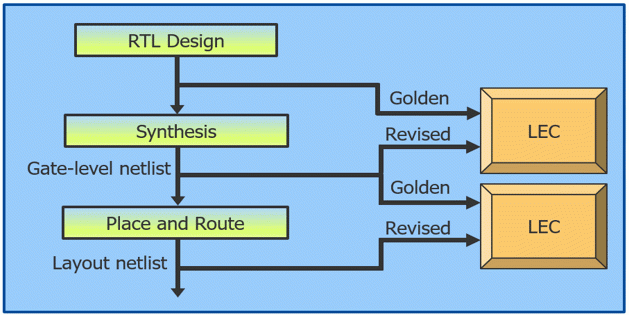 RTL Design
Golden
LEC
Synthesis
Revised
Gate-level netlist
Golden
Place and Route
Revised
LEC
Layout netlist